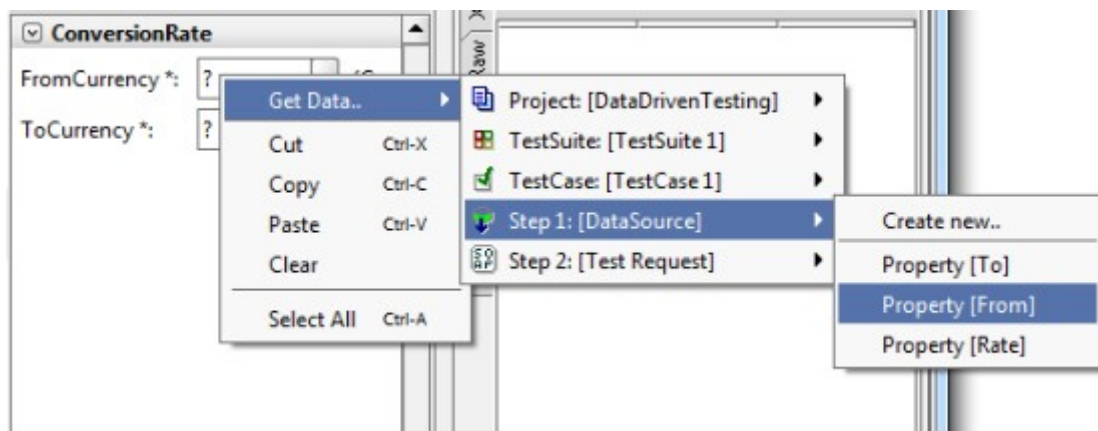 ConversionRate
FromCurrency *: ?
ToCurrency *: ?
Raw
Get Data..
Cut Ctrl-X
Copy Ctrl-C
Paste Ctrl-V
Clear
Select All Ctrl-A
Project: [DataDrivenTesting]
TestSuite: [TestSuite 1]
TestCase: [TestCase 1]
Step 1: [DataSource]
Step 2: [Test Request]
Create new..
Property [To]
Property [From]
Property [Rate]